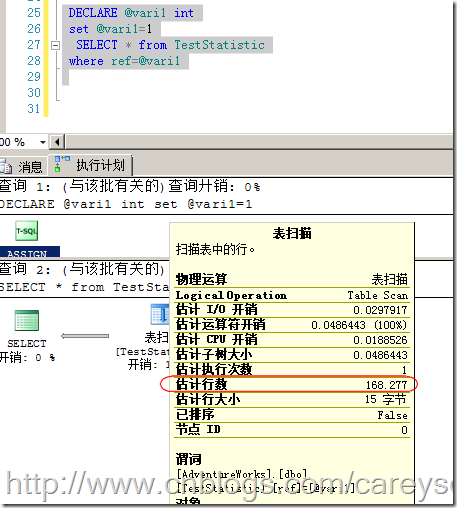 25 DECLARE @vari1 int
26 set @vari1=1
27 SELECT * from TestStatistic
28 where ref=@vari1
29
30
31
00 %
消息 执行计划
查询 1: (与该批有关的)查询开销: 0%
DECLARE @vari1 int set @vari1=1
T-SQL
ASSIGN
查询 2: (与该批有关的)
SELECT * from TestStat
SELECT
开销: 0 %
表扫
[TestStat
开销: 1
表扫描
扫描表中的行。
物理运算 表扫描
Logical Operation Table Scan
估计 I/O 开销 0.0297917
估计运算符开销 0.0486443 (100%)
估计 CPU 开销 0.0188526
估计子树大小 0.0486443
估计执行次数 1
估计行数 168.277
估计行大小 15 字节
已排序 False
节点 ID 0
谓词
[AdventureWorks].[dbo].
[TestStatistic].[ref]=[@vari1]
对象
http://www.cnblogs.com/careyso